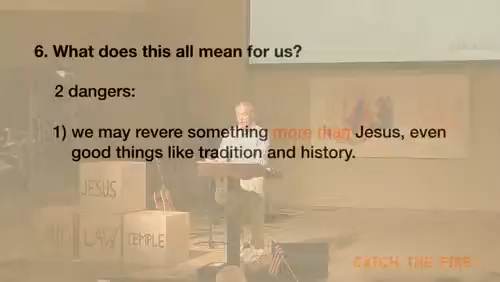 6. What does this all mean for us?
2 dangers:
1) we may revere something more than Jesus, even
good things like tradition and history.
JESUS
LAW
TEMPLE
CATCH THE FIRE